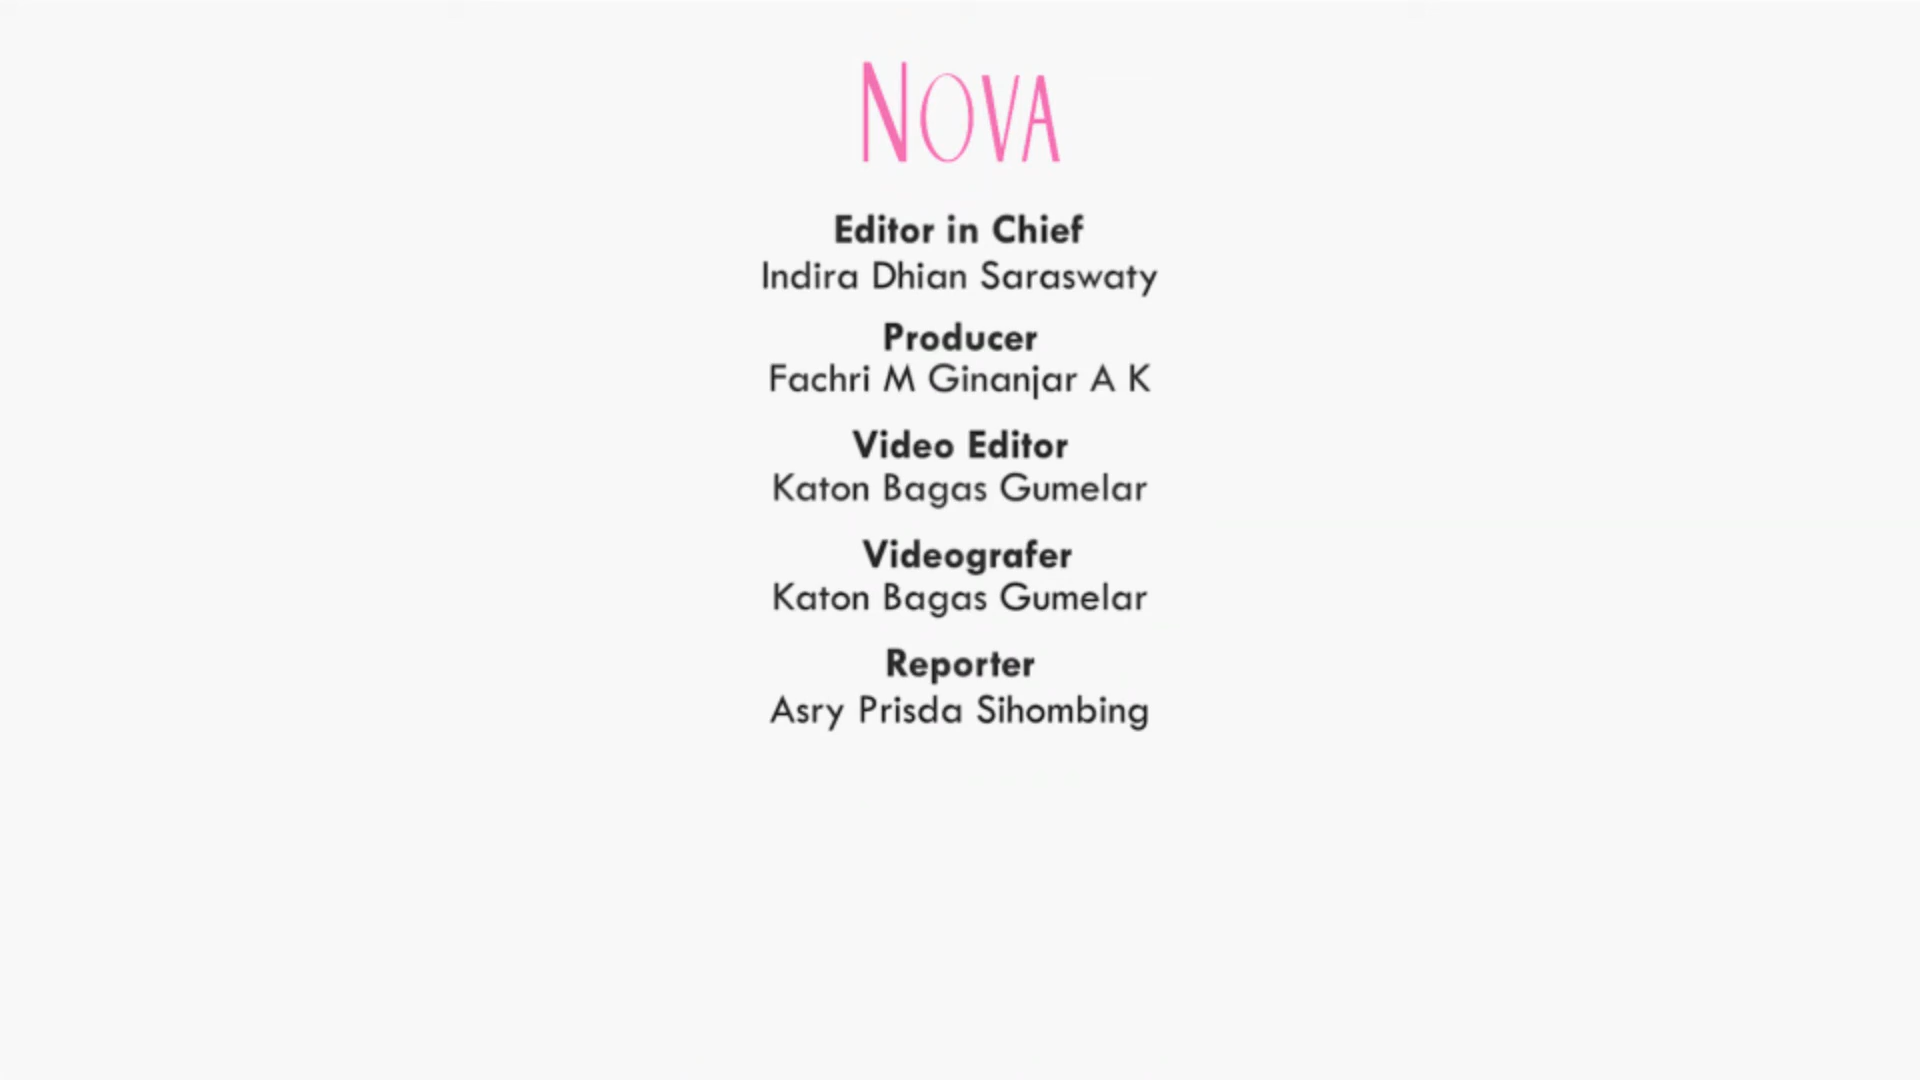 NOVA
Editor in Chief
Indira Dhian Saraswaty
Producer
Fachri M Ginanjar A K
Video Editor
Katon Bagas Gumelar
Videografer
Katon Bagas Gumelar
Reporter
Asry Prisda Sihombing